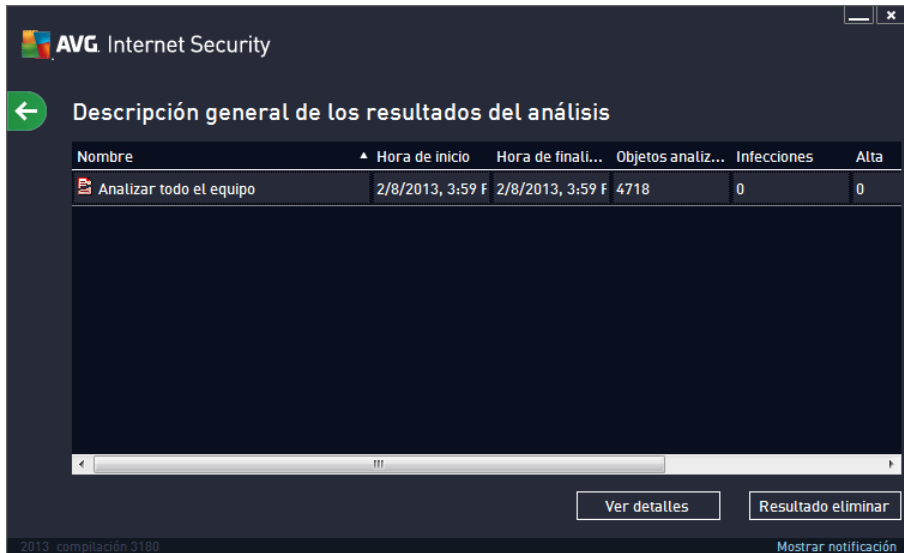 AVG. Internet Security
Descripción general de los resultados del análisis
Nombre Hora de inicio Hora de finali... Objetos analiz... Infecciones Alta
Analizar todo el equipo 2/8/2013, 3:59 2/8/2013, 3:59 4718 0 0
Ver detalles Resultado eliminar
2013 compilación 3180 Mostrar notificación